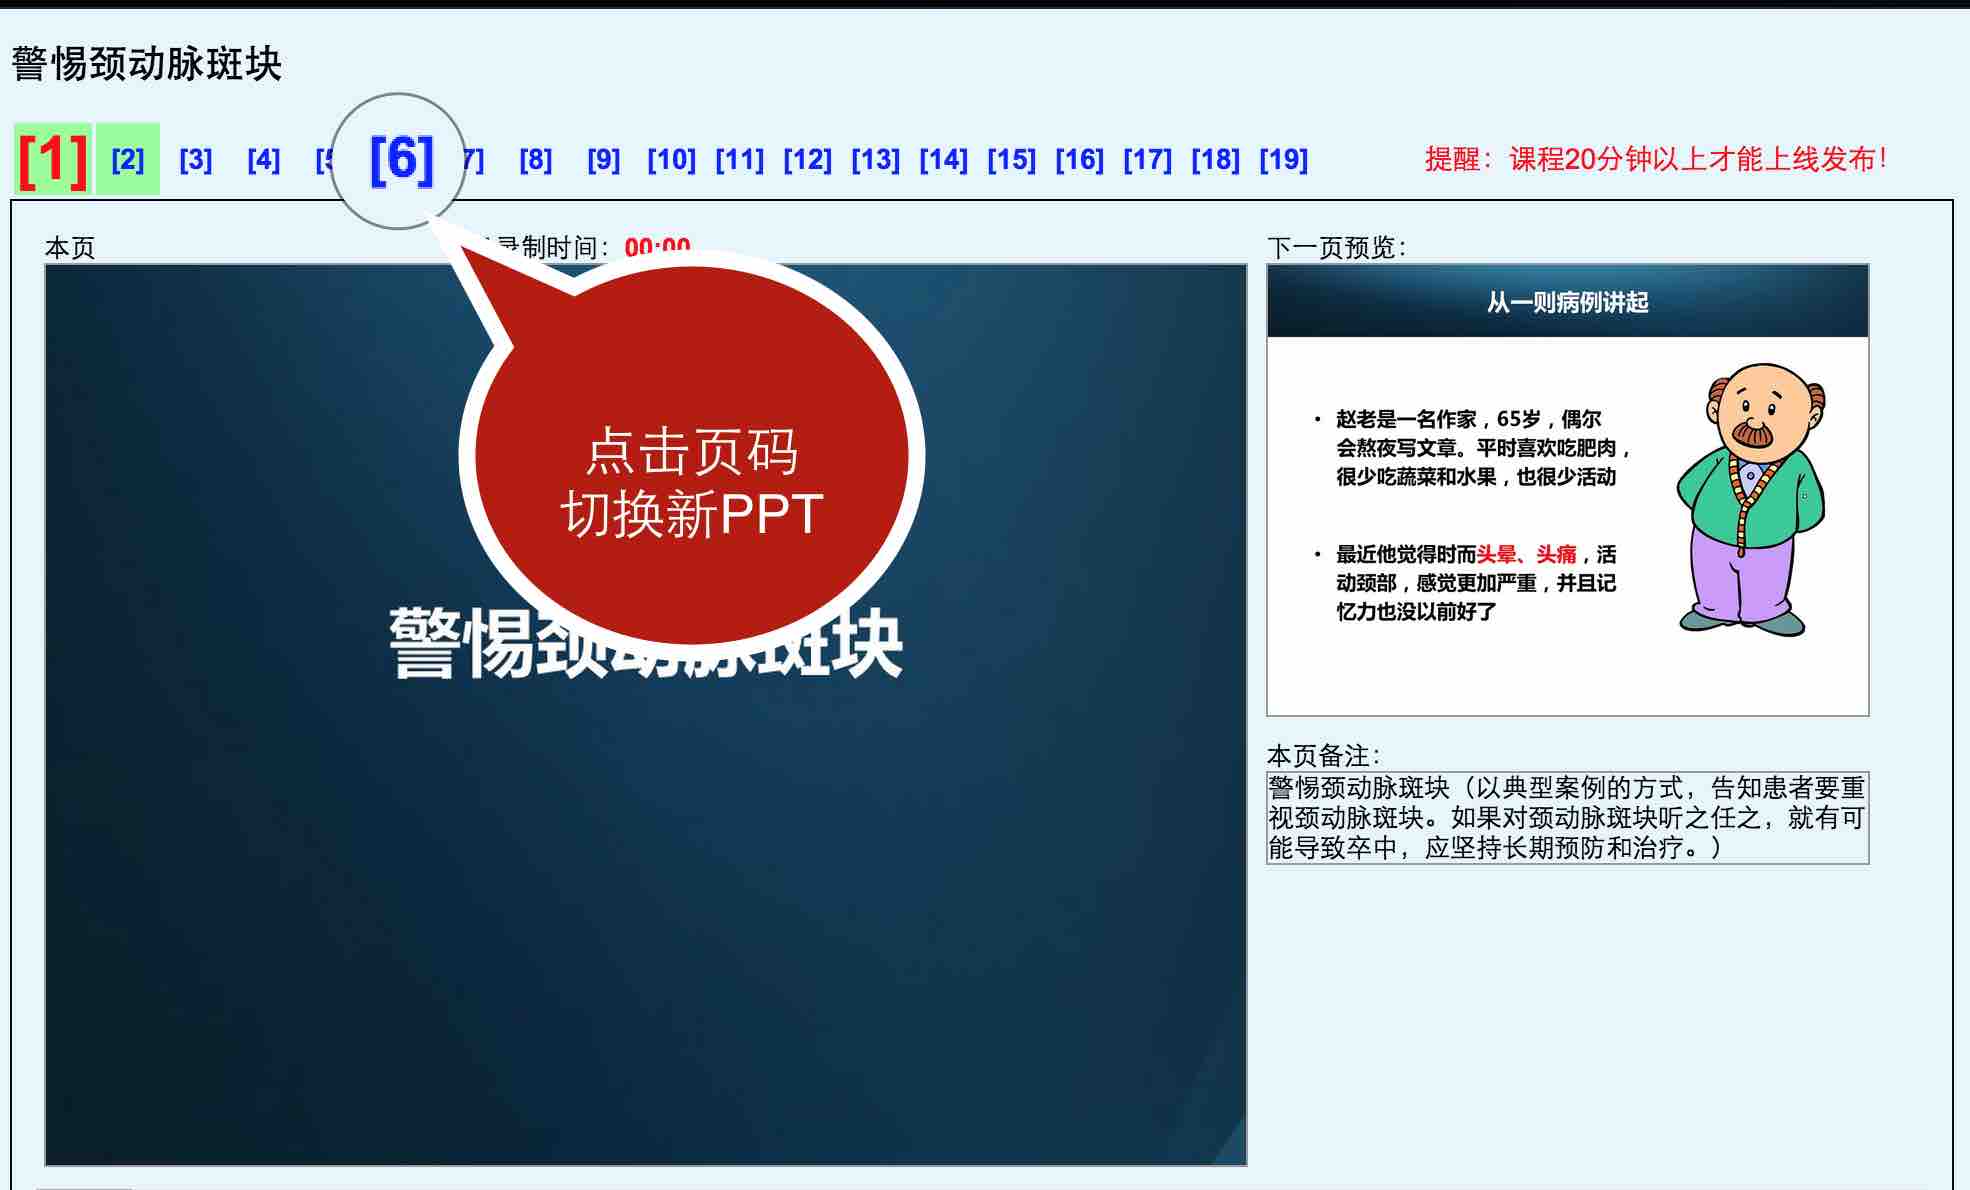 警惕颈动脉斑块
[1] [2] [3] [4] [5 [6] 7] [8] [9] [10] [11] [12] [13] [14] [15] [16] [17] [18] [19]
提醒：课程20分钟以上才能上线发布！
本页
录制时间：00:00
点击页码
切换新PPT
警惕颈动脉斑块
下一页预览：
从一则病例讲起
• 赵老是一名作家，65岁，偶尔
会熬夜写文章。平时喜欢吃肥肉，
很少吃蔬菜和水果，也很少活动
• 最近他觉得时而头晕、头痛，活
动颈部，感觉更加严重，并且记
忆力也没以前好了
本页备注：
警惕颈动脉斑块（以典型案例的方式，告知患者要重
视颈动脉斑块。如果对颈动脉斑块听之任之，就有可
能导致卒中，应坚持长期预防和治疗。）